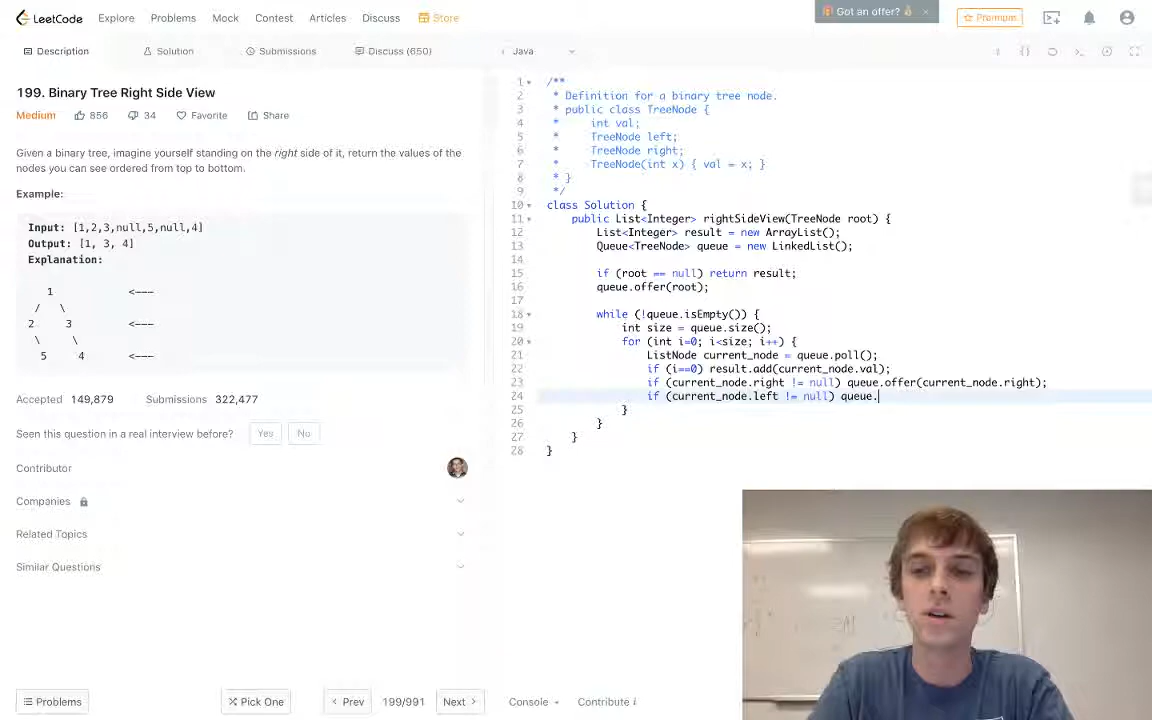 LeetCode Explore Problems Mock Contest Articles Discuss Store Got an offer? × Premium
Description Solution Submissions Discuss (650) Java
199. Binary Tree Right Side View
Medium 856 34 Favorite Share
Given a binary tree, imagine yourself standing on the right side of it, return the values of the
nodes you can see ordered from top to bottom.
Example:
Input: [1,2,3,null,5,null,4]
Output: [1, 3, 4]
Explanation:
1 <---
/ \
2 3 <---
\ \
5 4 <---
Accepted 149,879 Submissions 322,477
Seen this question in a real interview before? Yes No
Contributor
Companies
Related Topics
Similar Questions
Problems Pick One < Prev 199/991 Next > Console Contribute i
1 /**
2 * Definition for a binary tree node.
3 * public class TreeNode {
4 * int val;
5 * TreeNode left;
6 * TreeNode right;
7 * TreeNode(int x) { val = x; }
8 * }
9 */
10 class Solution {
11 public List<Integer> rightSideView(TreeNode root) {
12 List<Integer> result = new ArrayList();
13 Queue<TreeNode> queue = new LinkedList();
14
15 if (root == null) return result;
16 queue.offer(root);
17
18 while (!queue.isEmpty()) {
19 int size = queue.size();
20 for (int i=0; i<size; i++) {
21 ListNode current_node = queue.poll();
22 if (i==0) result.add(current_node.val);
23 if (current_node.right != null) queue.offer(current_node.right);
24 if (current_node.left != null) queue.
25 }
26 }
27 }
28 }